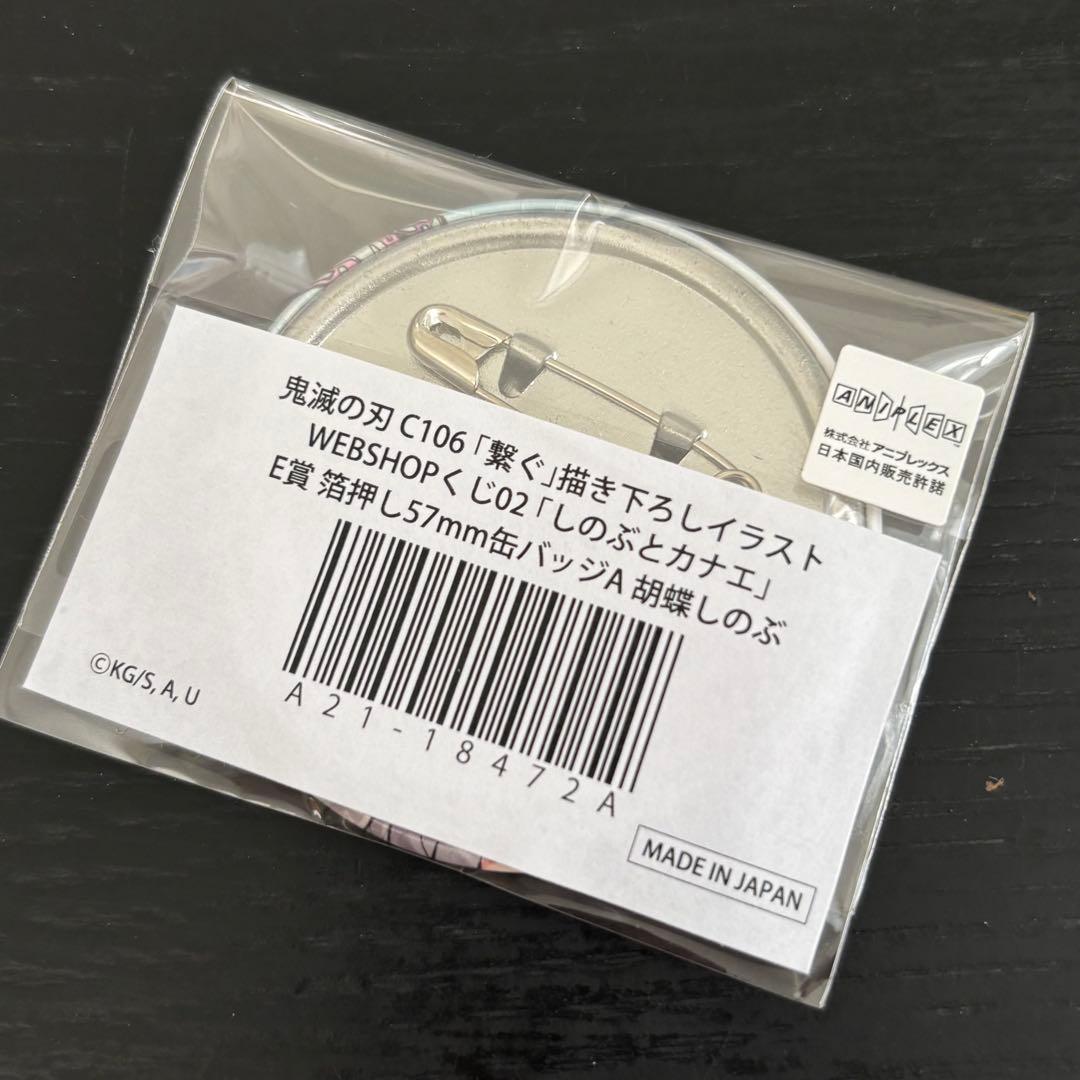 鬼滅の刃 C106 「繋ぐ」描き下ろしイラスト
WEBSHOPくじ02 「しのぶとカナエ」
E賞 箔押し57mm缶バッジA 胡蝶しのぶ
A21-18472A
©KG/S, A, U
MADE IN JAPAN
ANIPLEX
株式会社 アニプレックス
日本国内販売許諾